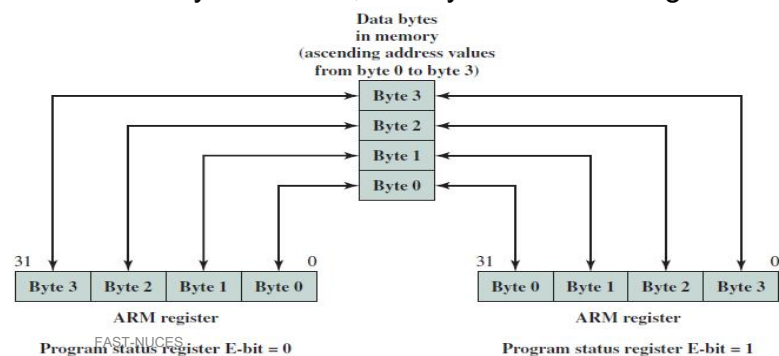 Data bytes
in memory
(ascending address values
from byte 0 to byte 3)
Byte 3
Byte 2
Byte 1
Byte 0
31 0
Byte 3 Byte 2 Byte 1 Byte 0
ARM register
Program status register E-bit = 0
FAST-NUCES
31 0
Byte 0 Byte 1 Byte 2 Byte 3
ARM register
Program status register E-bit = 1